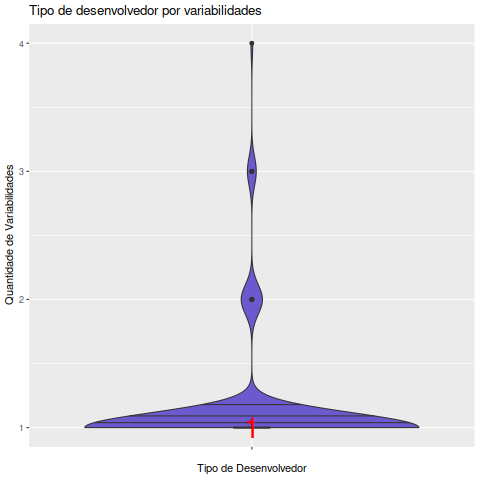 Tipo de desenvolvedor por variabilidades
Quantidade de Variabilidades
4
3
2
1
Tipo de Desenvolvedor